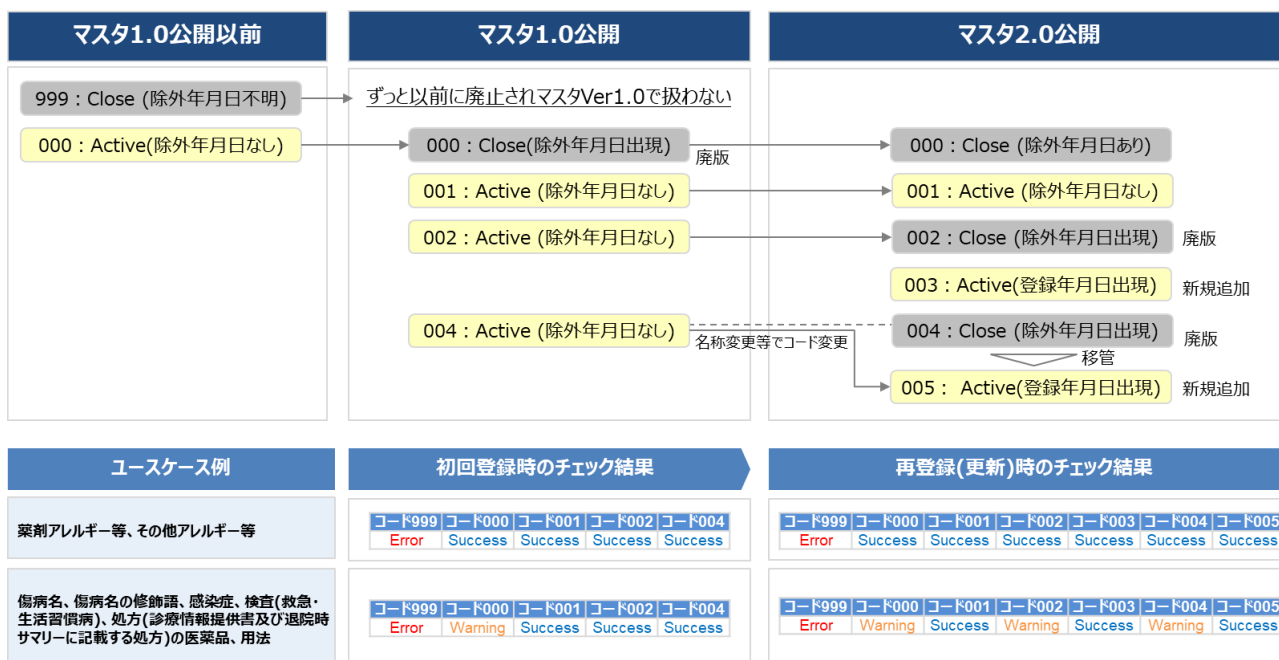 マスタ1.0公開以前
マスタ1.0公開
マスタ2.0公開
999：Close (除外年月日不明)
ずっと以前に廃止されマスタVer1.0で扱わない
000：Active(除外年月日なし)
000：Close(除外年月日出現)
廃版
000：Close (除外年月日あり)
001：Active (除外年月日なし)
001：Active (除外年月日なし)
002：Active (除外年月日なし)
002：Close (除外年月日出現)
廃版
003：Active(登録年月日出現)
新規追加
004：Active (除外年月日なし)
名称変更等でコード変更
004：Close (除外年月日出現)
廃版
移管
005： Active(登録年月日出現)
新規追加
ユースケース例
初回登録時のチェック結果
再登録(更新)時のチェック結果
薬剤アレルギー等、その他アレルギー等
コード999 コード000 コード001 コード002 コード004
Error Success Success Success Success
コード999 コード000 コード001 コード002 コード003 コード004 コード005
Error Success Success Success Success Success Success
傷病名、傷病名の修飾語、感染症、検査(救急・
生活習慣病)、処方(診療情報提供書及び退院時
サマリーに記載する処方)の医薬品、用法
コード999 コード000 コード001 コード002 コード004
Error Warning Success Success Success
コード999 コード000 コード001 コード002 コード003 コード004 コード005
Error Warning Success Warning Success Warning Success